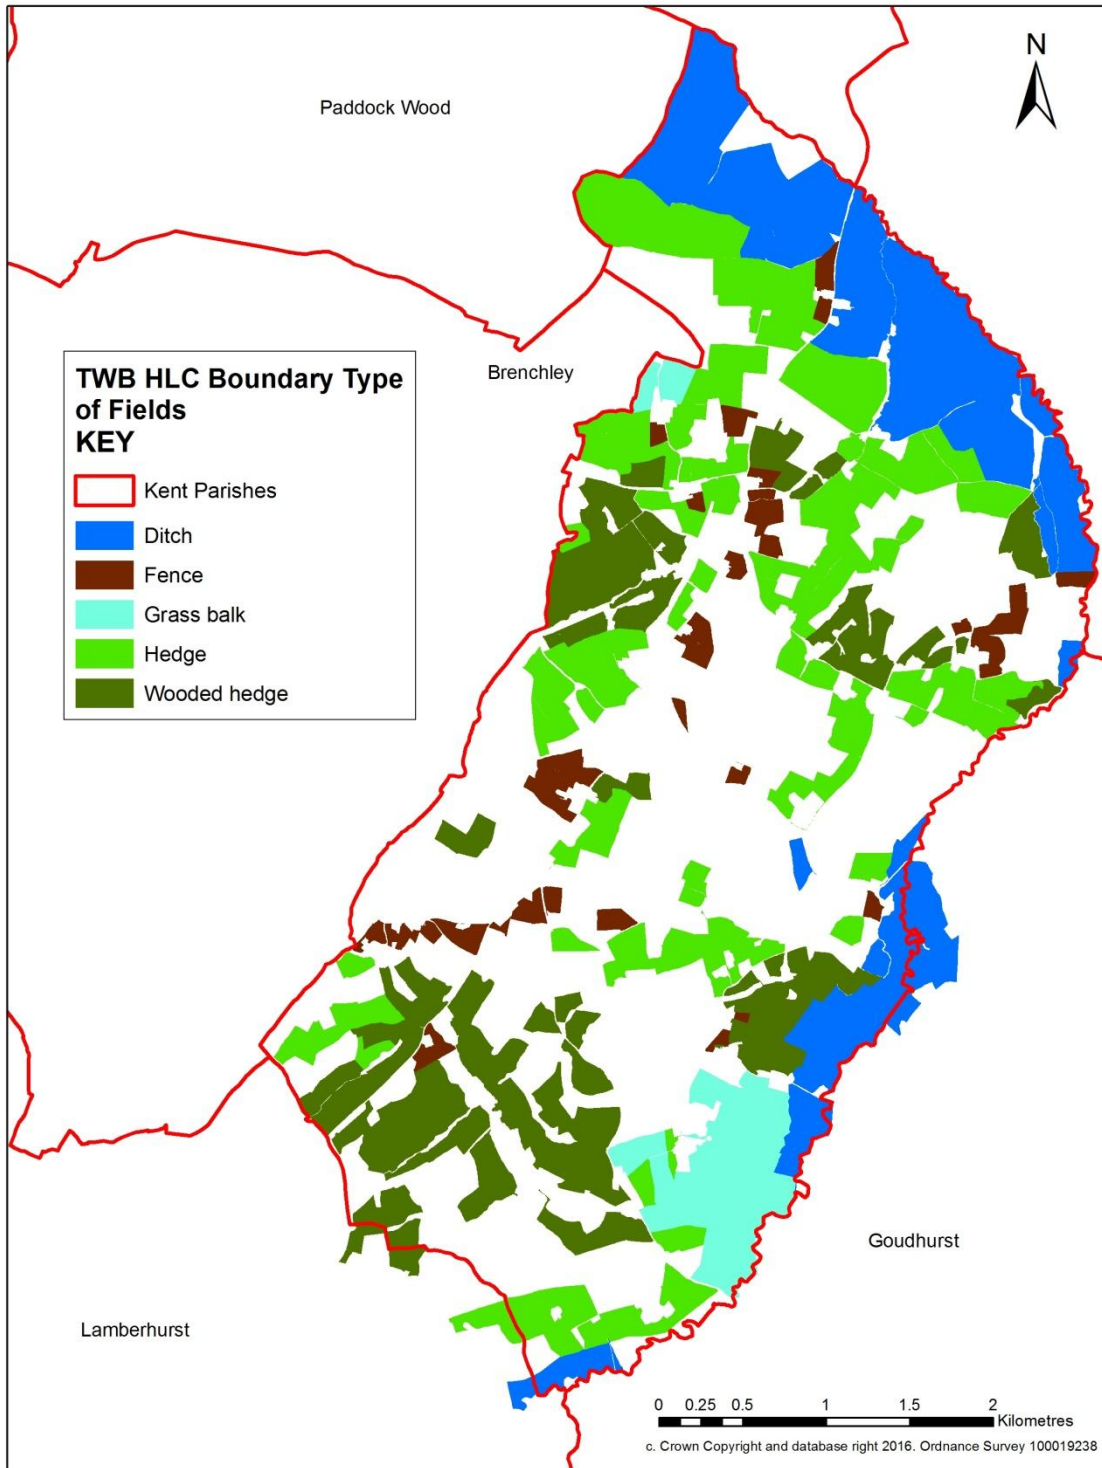 N
Paddock Wood
Brenchley
TWB HLC Boundary Type
of Fields
KEY
Kent Parishes
Ditch
Fence
Grass balk
Hedge
Wooded hedge
Goudhurst
Lamberhurst
0 0.25 0.5 1 1.5 2
Kilometres
c. Crown Copyright and database right 2016. Ordnance Survey 100019238